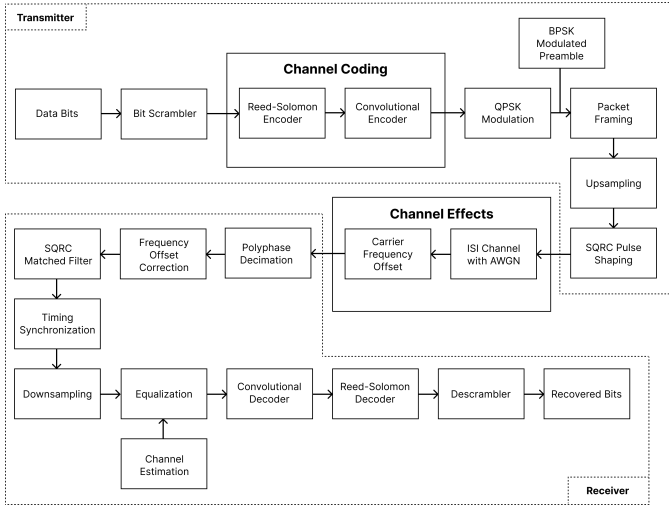 Transmitter
BPSK
Modulated
Preamble
Channel Coding
Data Bits
Bit Scrambler
Reed-Solomon
Encoder
Convolutional
Encoder
QPSK
Modulation
Packet
Framing
Upsampling
Channel Effects
SQRC
Matched Filter
Frequency
Offset
Correction
Polyphase
Decimation
Carrier
Frequency
Offset
ISI Channel
with AWGN
SQRC Pulse
Shaping
Timing
Synchronization
Downsampling
Equalization
Convolutional
Decoder
Reed-Solomon
Decoder
Descrambler
Recovered Bits
Channel
Estimation
Receiver